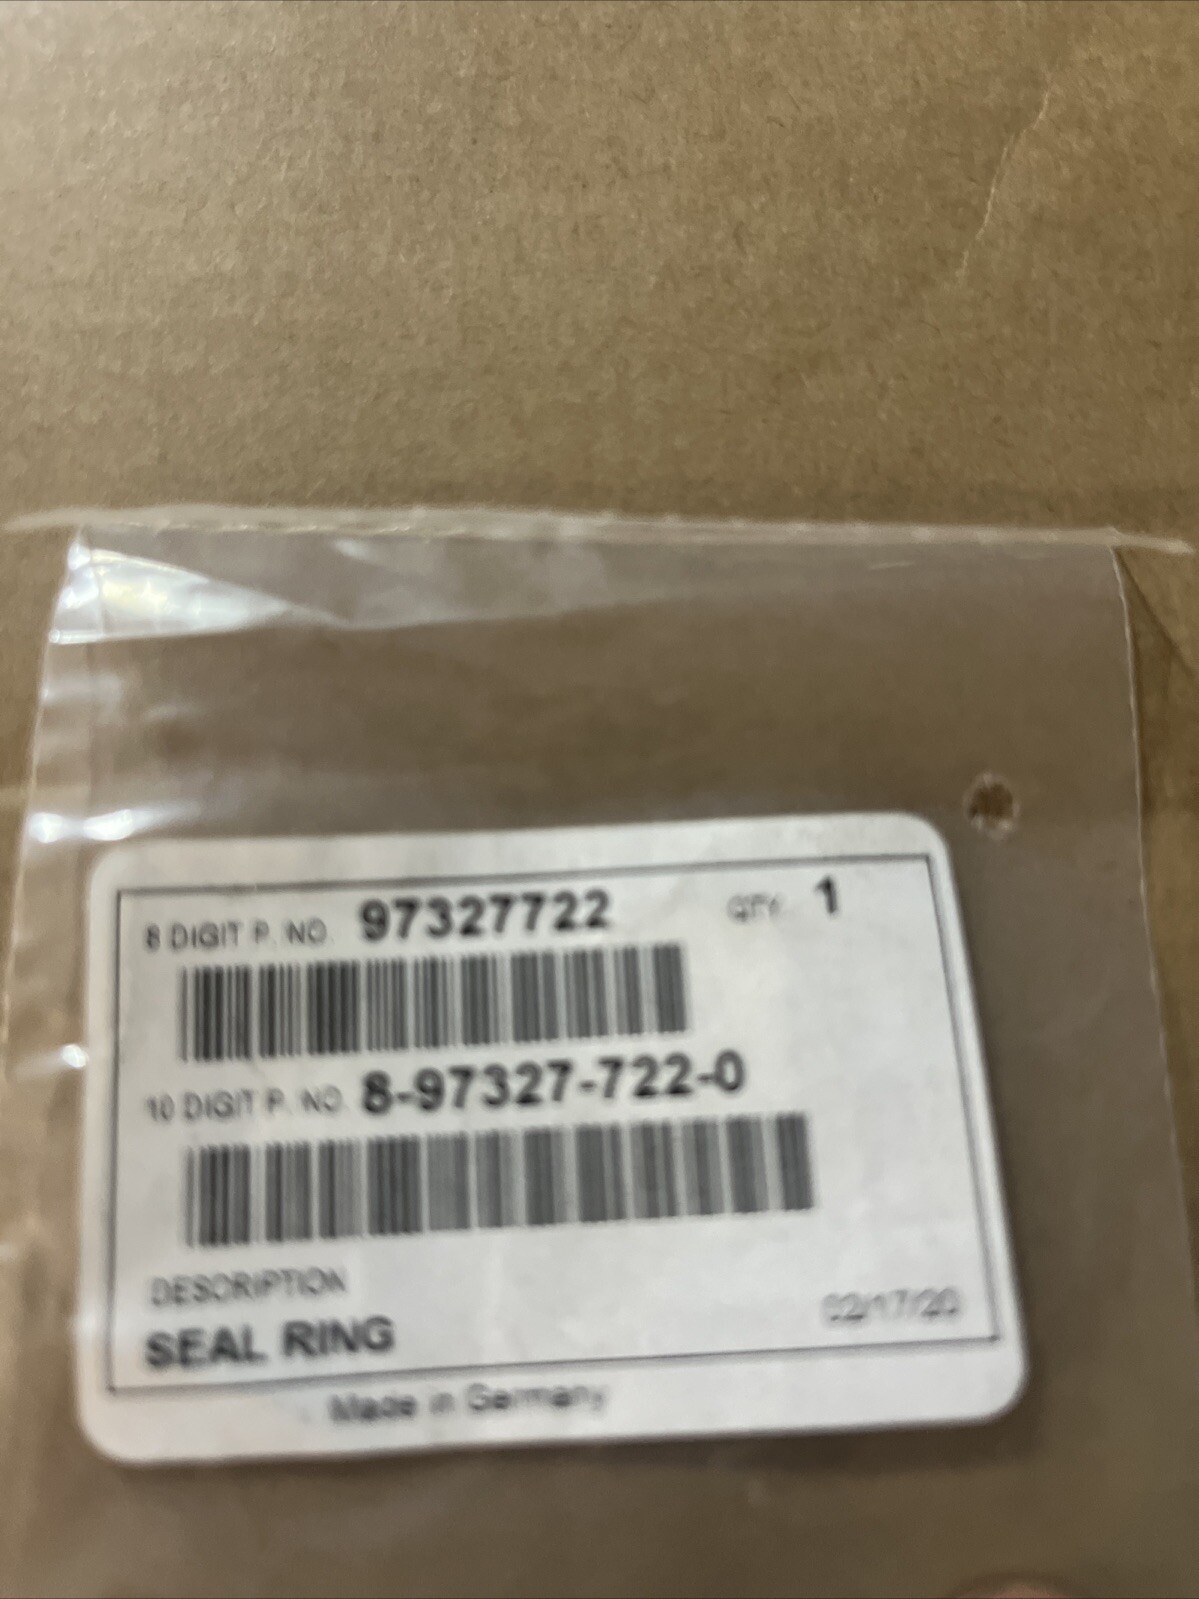 8 DIGIT P. NO. 97327722 QTY. 1
10 DIGIT P. NO. 8-97327-722-0
DESCRIPTION
SEAL RING 02/17/20
Made in Germany